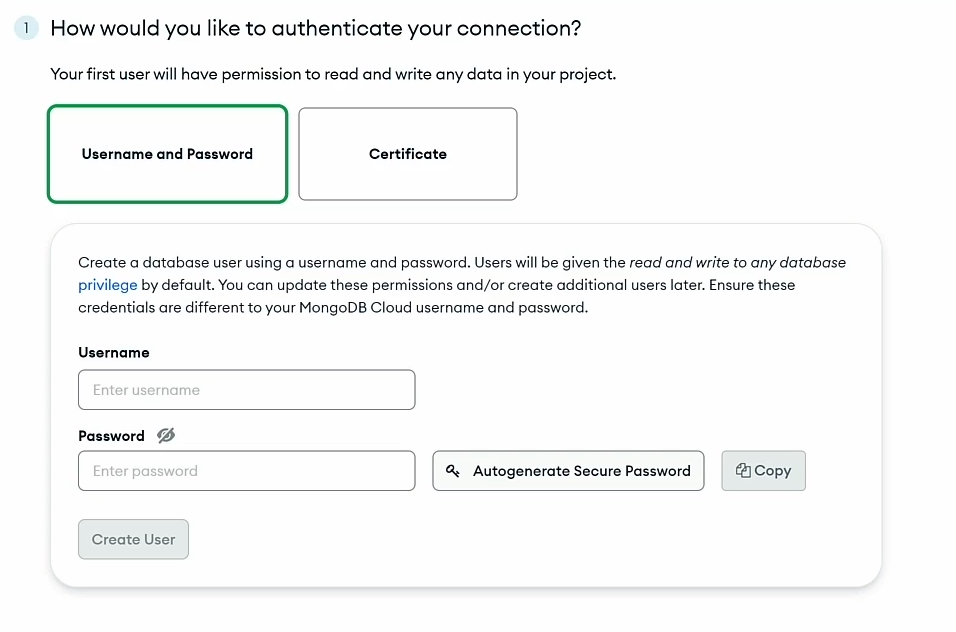 1 How would you like to authenticate your connection?
Your first user will have permission to read and write any data in your project.
Username and Password
Certificate
Create a database user using a username and password. Users will be given the read and write to any database
privilege by default. You can update these permissions and/or create additional users later. Ensure these
credentials are different to your MongoDB Cloud username and password.
Username
Enter username
Password
Enter password
Autogenerate Secure Password
Copy
Create User